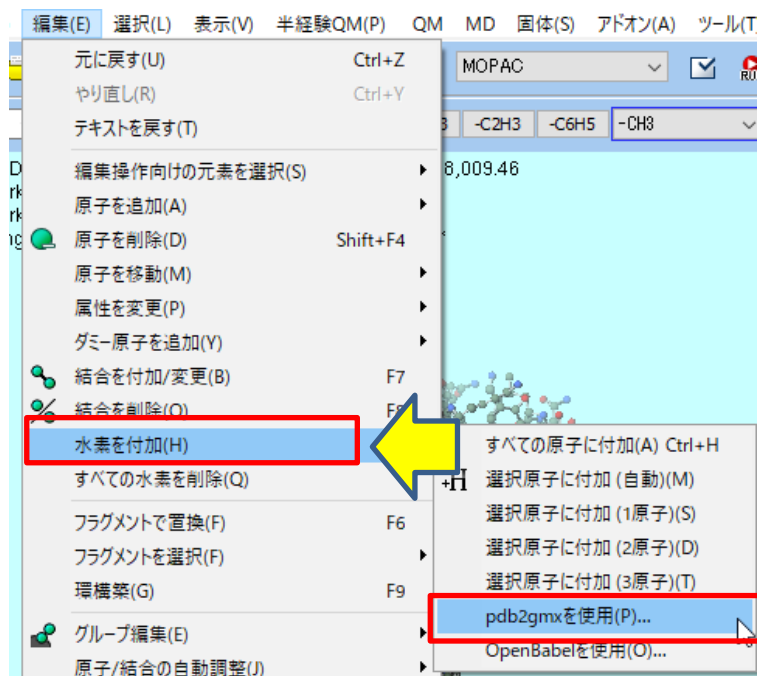 編集(E) 選択(L) 表示(V) 半経験QM(P) QM MD 固体(S) アドオン(A) ツール(T
元に戻す(U) Ctrl+Z
MOPAC
RU
やり直し(R) Ctrl+Y
テキストを戻す(T)
-C2H3 -C6H5 -CH3
編集操作向けの元素を選択(S)
8,009.46
原子を追加(A)
原子を削除(D) Shift+F4
原子を移動(M)
属性を変更(P)
ダミー原子を追加(Y)
結合を付加/変更(B) F7
結合を削除(O) F8
水素を付加(H)
すべての原子に付加(A) Ctrl+H
すべての水素を削除(Q)
+H 選択原子に付加 (自動)(M)
選択原子に付加 (1原子)(S)
フラグメントで置換(F) F6
選択原子に付加 (2原子)(D)
フラグメントを選択(F)
選択原子に付加 (3原子)(T)
環構築(G) F9
pdb2gmxを使用(P)...
グループ編集(E)
OpenBabelを使用(O)...
原子/結合の自動調整(J)